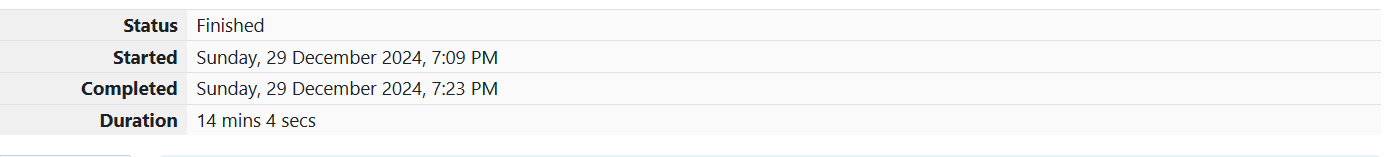 Status Finished
Started Sunday, 29 December 2024, 7:09 PM
Completed Sunday, 29 December 2024, 7:23 PM
Duration 14 mins 4 secs